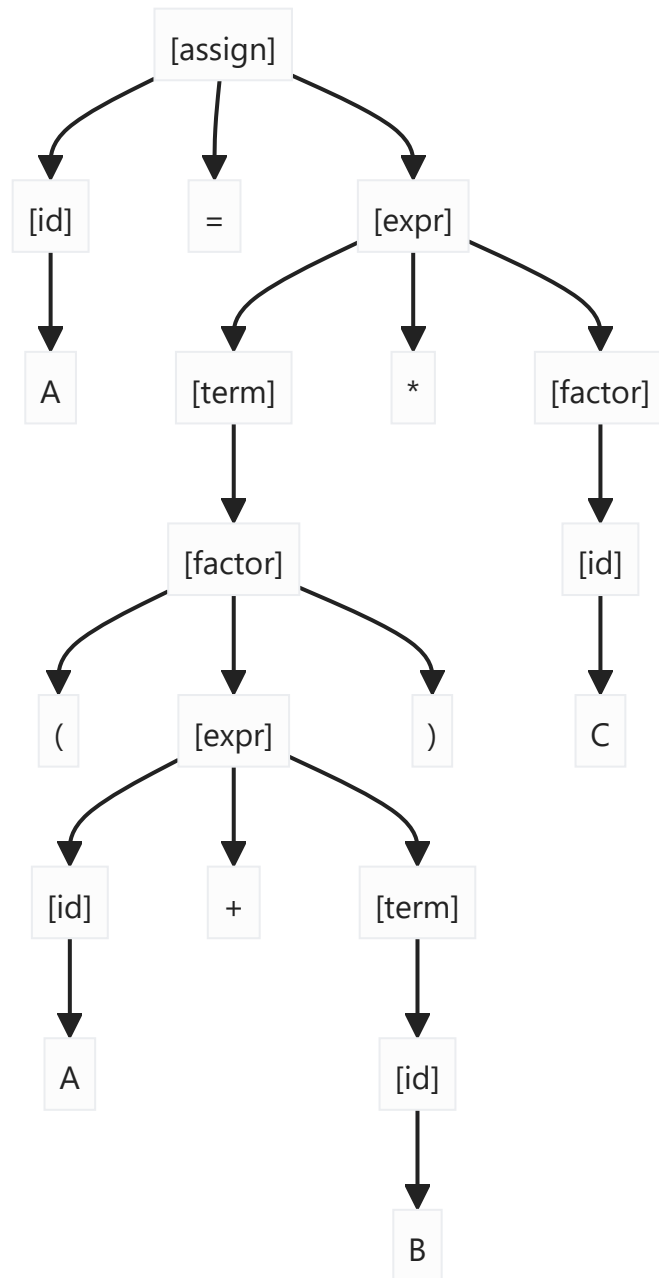 [assign]
[id]
=
[expr]
A
[term]
*
[factor]
[factor]
[id]
(
[expr]
)
C
[id]
+
[term]
A
[id]
B